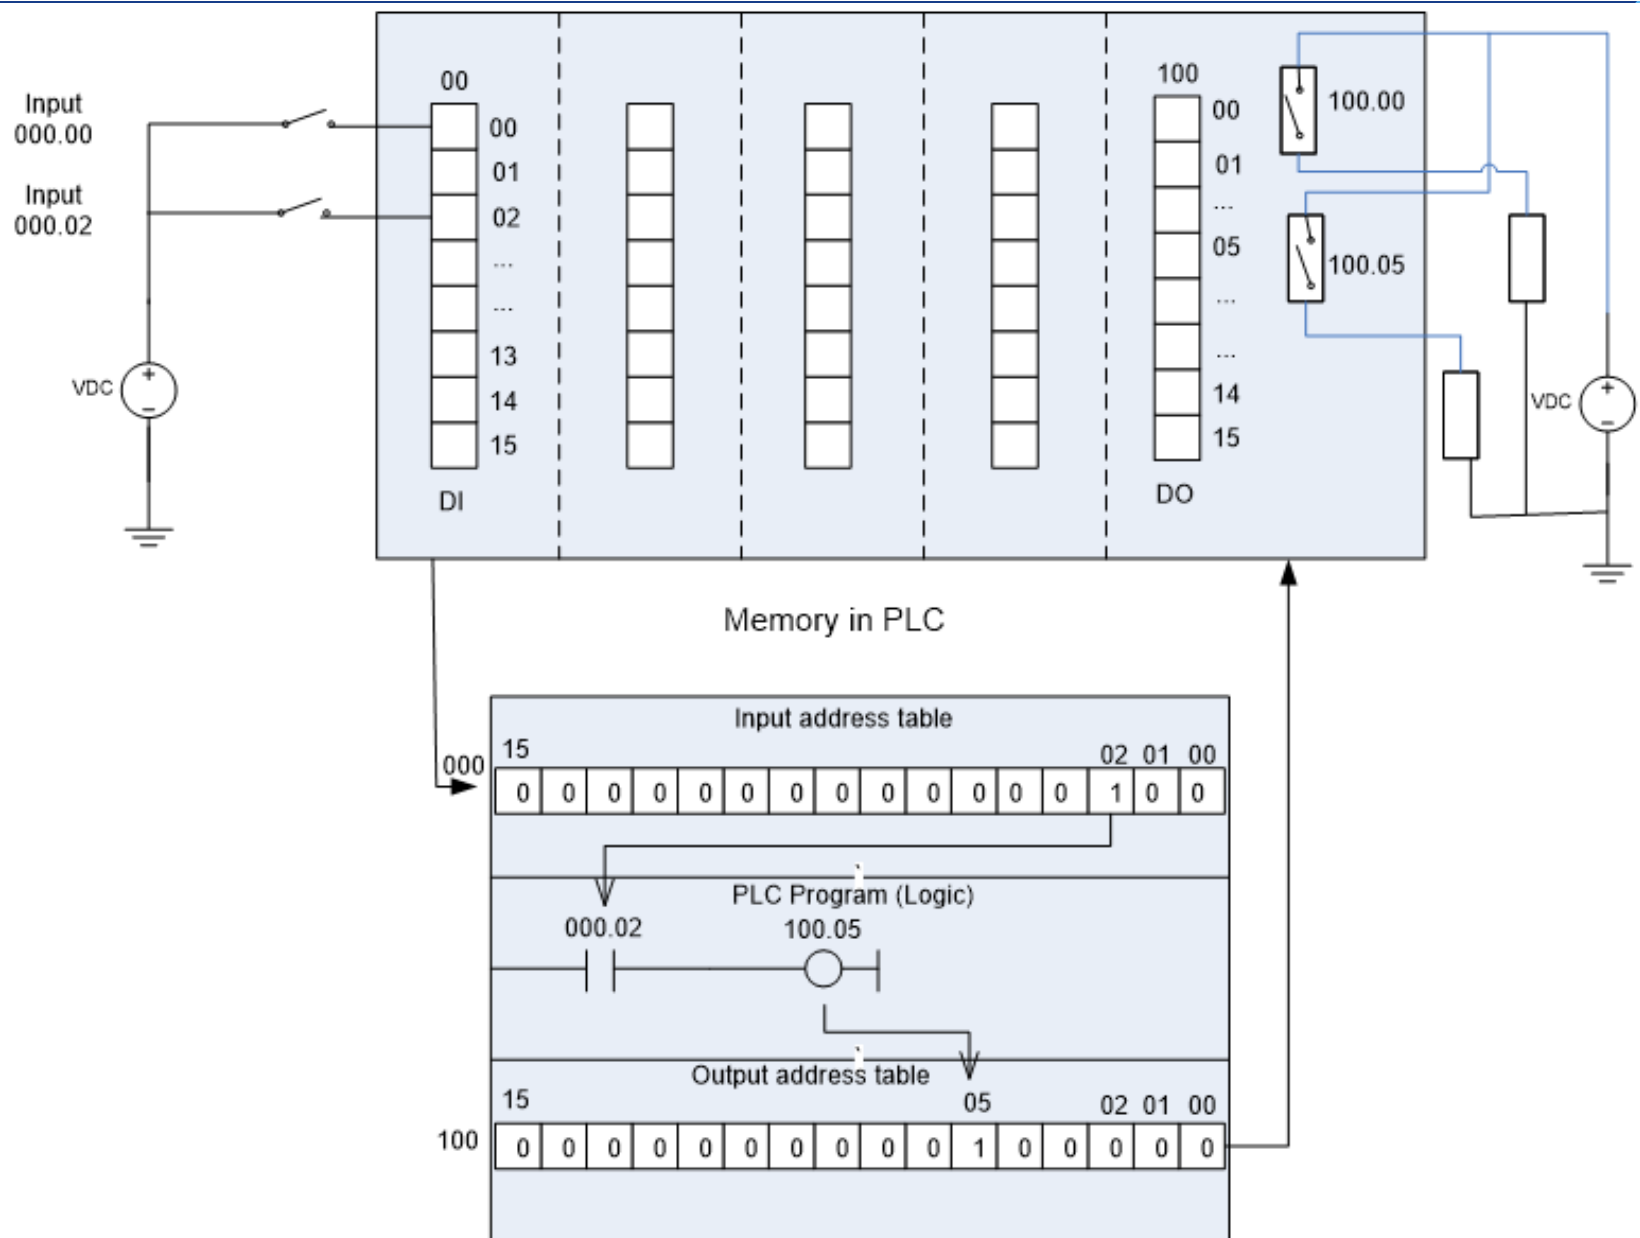 00
100
Input
000.00
00
00
100.00
01
01
Input
000.02
02
...
05
100.05
...
...
...
13
...
VDC
+
−
14
14
VDC
+
−
15
15
DI
DO
Memory in PLC
Input address table
15
02 01 00
000
0 0 0 0 0 0 0 0 0 0 0 0 0 1 0 0
PLC Program (Logic)
000.02
100.05
Output address table
15
05
02 01 00
100
0 0 0 0 0 0 0 0 0 0 1 0 0 0 0 0